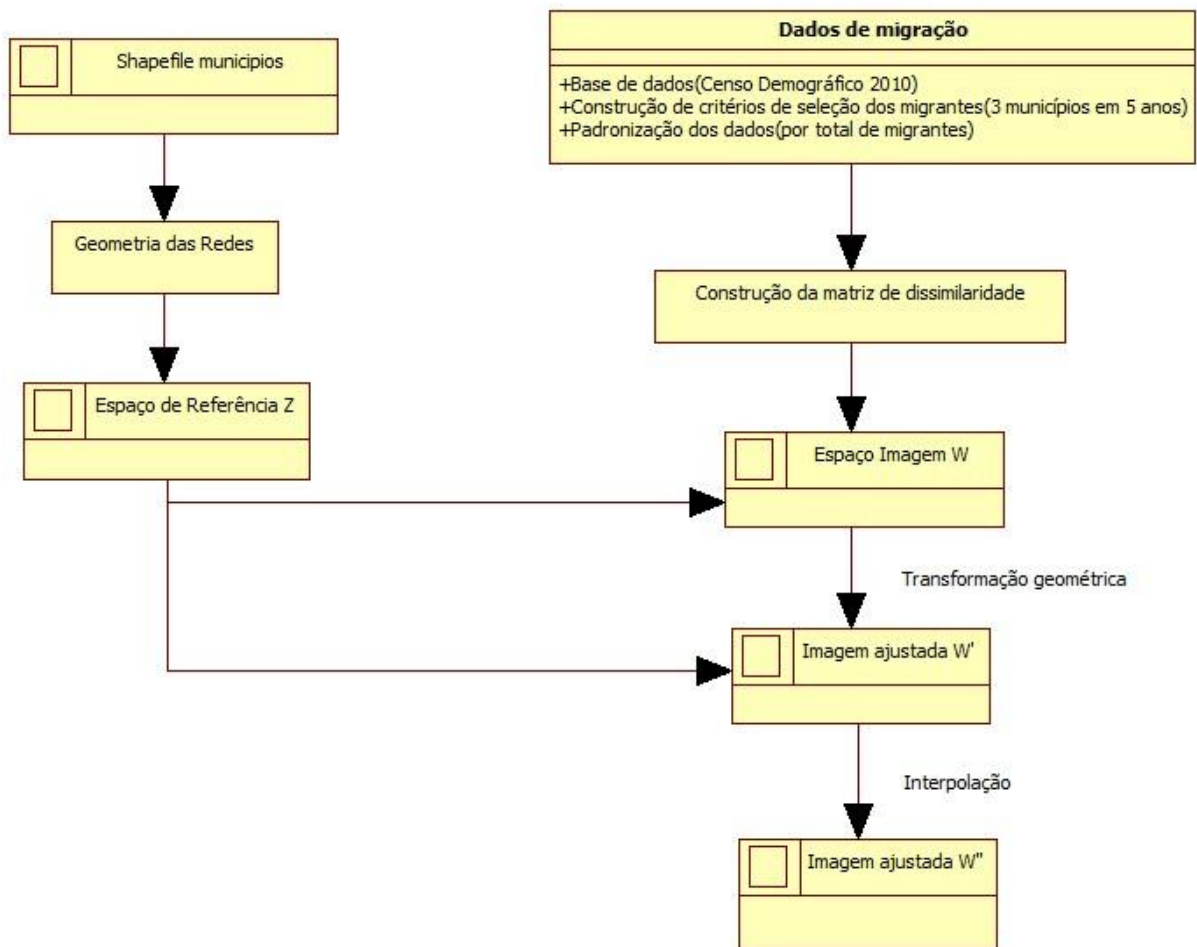 Shapefile municipios
Geometria das Redes
Espaço de Referência Z
Dados de migração
+Base de dados(Censo Demográfico 2010)
+Construção de critérios de seleção dos migrantes(3 municípios em 5 anos)
+Padronização dos dados(por total de migrantes)
Construção da matriz de dissimilaridade
Espaço Imagem W
Transformação geométrica
Imagem ajustada W'
Interpolação
Imagem ajustada W"